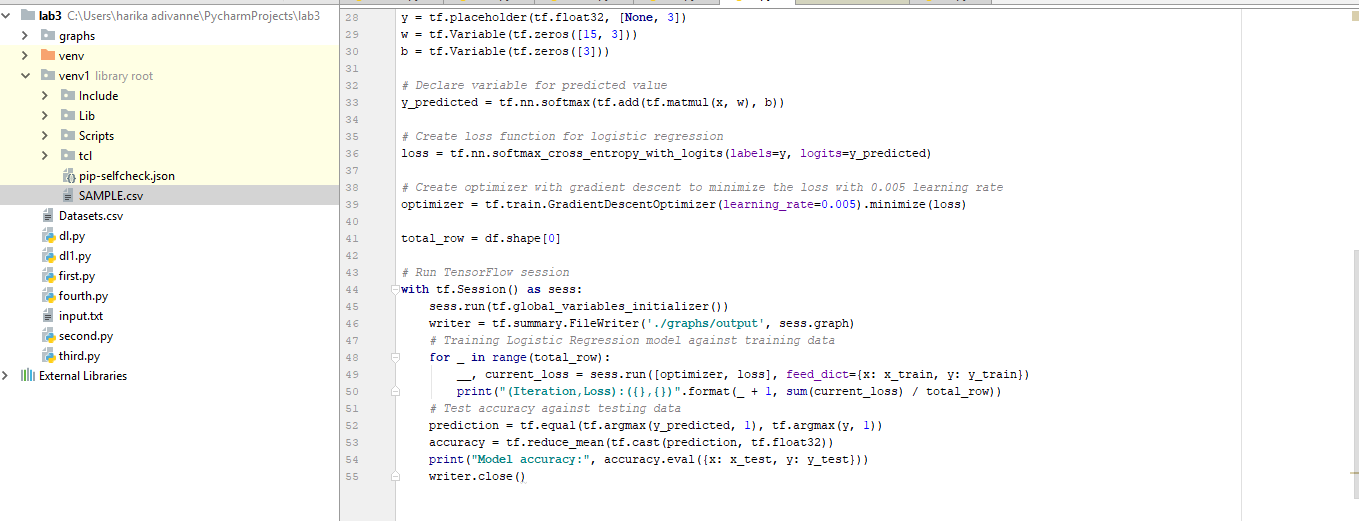 lab3 C:\Users\harika adivanne\PycharmProjects\lab3
graphs
venv
venv1 library root
Include
Lib
Scripts
tcl
pip-selfcheck.json
SAMPLE.csv
Datasets.csv
dl.py
dl1.py
first.py
fourth.py
input.txt
second.py
third.py
External Libraries
28 y = tf.placeholder(tf.float32, [None, 3])
29 w = tf.Variable(tf.zeros([15, 3]))
30 b = tf.Variable(tf.zeros([3]))
31
32 # Declare variable for predicted value
33 y_predicted = tf.nn.softmax(tf.add(tf.matmul(x, w), b))
34
35 # Create loss function for logistic regression
36 loss = tf.nn.softmax_cross_entropy_with_logits(labels=y, logits=y_predicted)
37
38 # Create optimizer with gradient descent to minimize the loss with 0.005 learning rate
39 optimizer = tf.train.GradientDescentOptimizer(learning_rate=0.005).minimize(loss)
40
41 total_row = df.shape[0]
42
43 # Run TensorFlow session
44 with tf.Session() as sess:
45 sess.run(tf.global_variables_initializer())
46 writer = tf.summary.FileWriter('./graphs/output', sess.graph)
47 # Training Logistic Regression model against training data
48 for _ in range(total_row):
49 __, current_loss = sess.run([optimizer, loss], feed_dict={x: x_train, y: y_train})
50 print("(Iteration,Loss):({},{})".format(_ + 1, sum(current_loss) / total_row))
51 # Test accuracy against testing data
52 prediction = tf.equal(tf.argmax(y_predicted, 1), tf.argmax(y, 1))
53 accuracy = tf.reduce_mean(tf.cast(prediction, tf.float32))
54 print("Model accuracy:", accuracy.eval({x: x_test, y: y_test}))
55 writer.close()